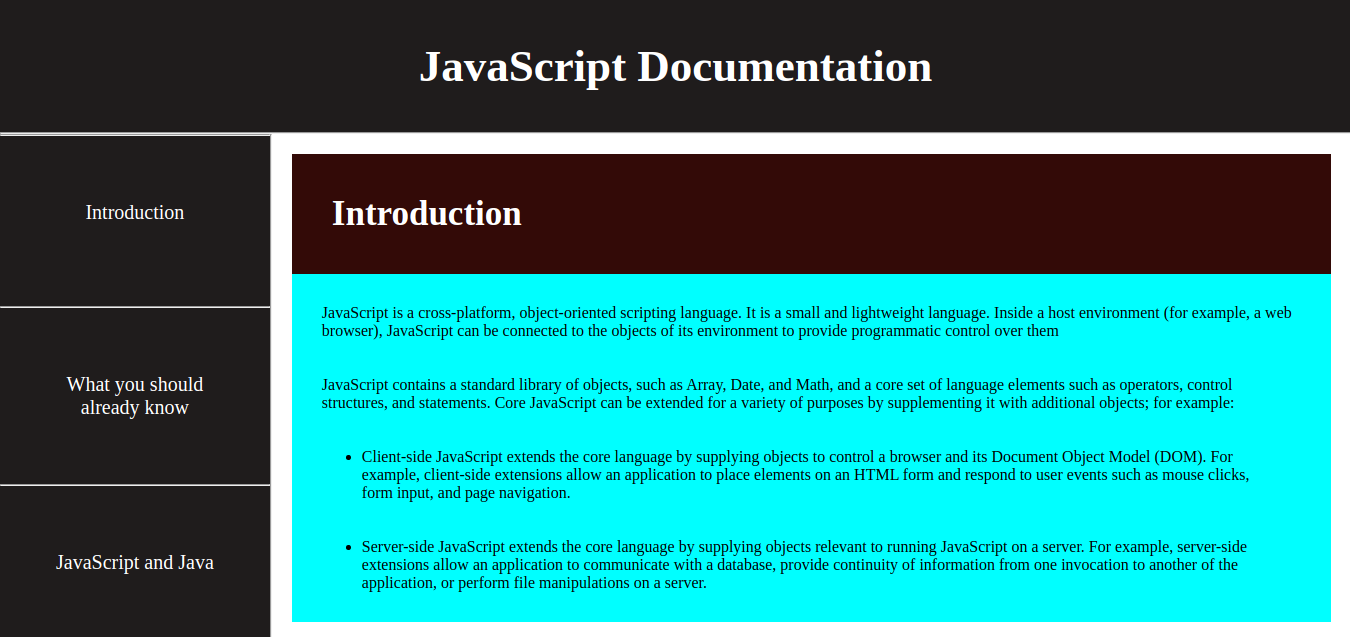 JavaScript Documentation
Introduction
What you should
already know
JavaScript and Java
Introduction
JavaScript is a cross-platform, object-oriented scripting language. It is a small and lightweight language. Inside a host environment (for example, a web
browser), JavaScript can be connected to the objects of its environment to provide programmatic control over them
JavaScript contains a standard library of objects, such as Array, Date, and Math, and a core set of language elements such as operators, control
structures, and statements. Core JavaScript can be extended for a variety of purposes by supplementing it with additional objects; for example:
• Client-side JavaScript extends the core language by supplying objects to control a browser and its Document Object Model (DOM). For
example, client-side extensions allow an application to place elements on an HTML form and respond to user events such as mouse clicks,
form input, and page navigation.
• Server-side JavaScript extends the core language by supplying objects relevant to running JavaScript on a server. For example, server-side
extensions allow an application to communicate with a database, provide continuity of information from one invocation to another of the
application, or perform file manipulations on a server.